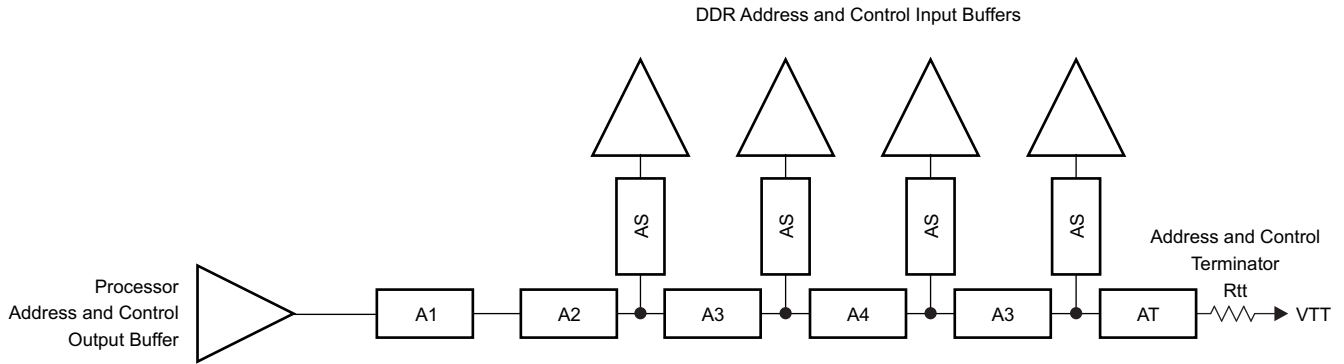 DDR Address and Control Input Buffers
AS
AS
AS
AS
Processor
Address and Control
Output Buffer
A1
A2
A3
A4
A3
AT
Address and Control
Terminator
Rtt
VTT